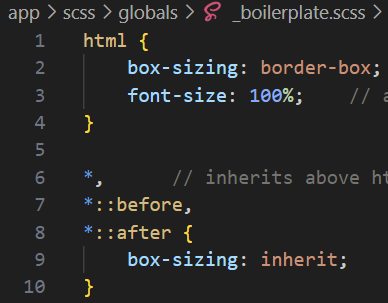 app > scss > globals > _boilerplate.scss >
1 html {
2 box-sizing: border-box;
3 font-size: 100%; // a
4 }
5
6 *, // inherits above ht
7 *::before,
8 *::after {
9 box-sizing: inherit;
10 }